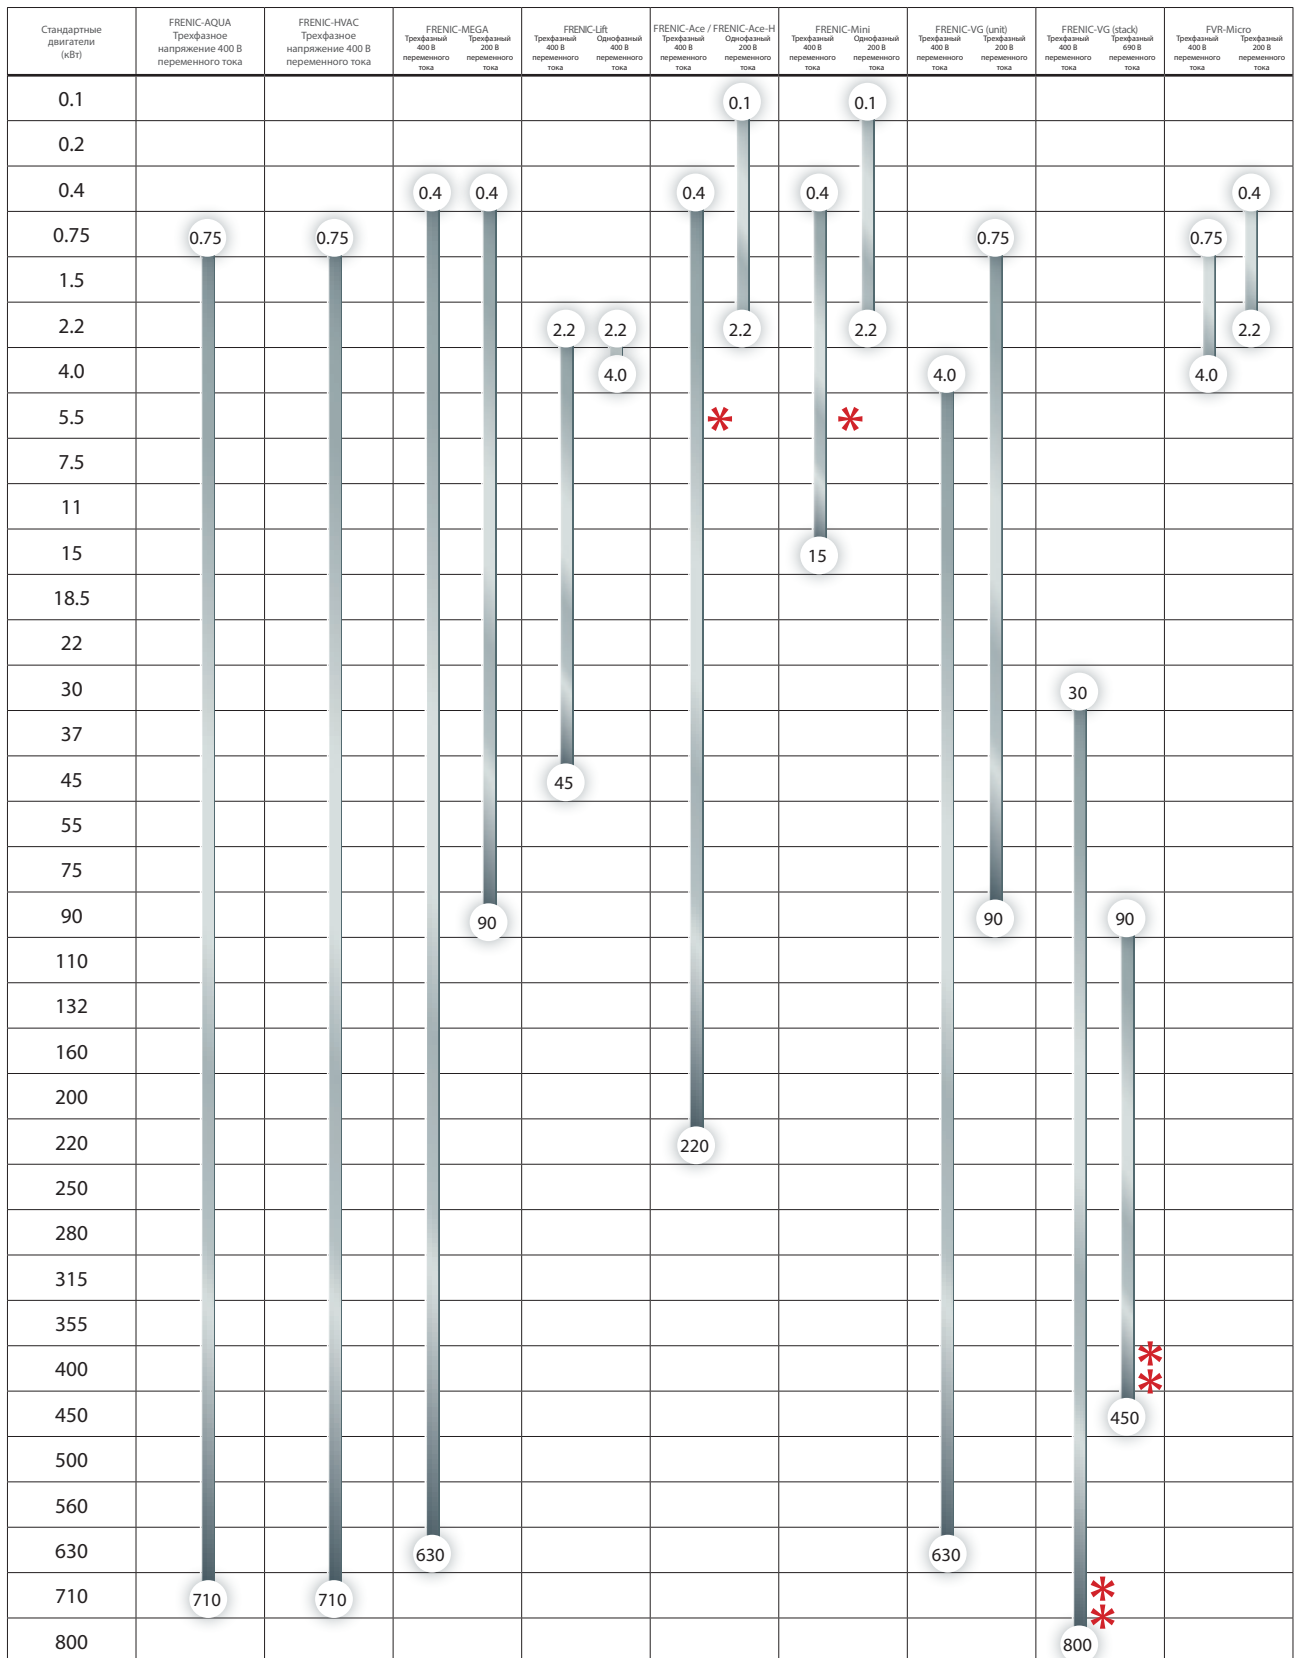 Стандартные
двигатели
(кВт)
FRENIC-AQUA
Трехфазное
напряжение 400 В
переменного тока
FRENIC-HVAC
Трехфазное
напряжение 400 В
переменного тока
FRENIC-MEGA
Трехфазный
400 В
переменного
тока
Трехфазный
200 В
переменного
тока
FRENIC-Lift
Трехфазный
400 В
переменного
тока
Однофазный
400 В
переменного
тока
FRENIC-Ace / FRENIC-Ace-H
Трехфазный
400 В
переменного
тока
Однофазный
200 В
переменного
тока
FRENIC-Mini
Трехфазный
400 В
переменного
тока
Однофазный
200 В
переменного
тока
FRENIC-VG (unit)
Трехфазный
400 В
переменного
тока
Трехфазный
200 В
переменного
тока
FRENIC-VG (stack)
Трехфазный
400 В
переменного
тока
Трехфазный
690 В
переменного
тока
FVR-Micro
Трехфазный
400 В
переменного
тока
Трехфазный
200 В
переменного
тока
0.1 0.1 0.1
0.2
0.4 0.4 0.4 0.4 0.4 0.4
0.75 0.75 0.75 0.75 0.75
1.5
2.2 2.2 2.2 2.2 2.2 2.2
4.0 4.0 4.0 4.0
5.5 * *
7.5
11
15 15
18.5
22
30 30
37
45 45
55
75
90 90 90 90
110
132
160
200
220 220
250
280
315
355
400 * *
450 450
500
560
630 630 630
710 710 710 * *
800 800